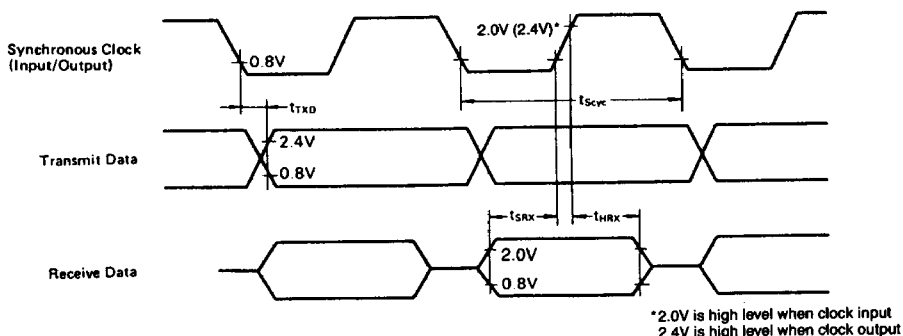 Synchronous Clock
(Input/Output)
2.0V (2.4V)*
0.8V
tTXD
tScyc
Transmit Data
2.4V
0.8V
tSRX
tHRX
Receive Data
2.0V
0.8V
*2.0V is high level when clock input
2.4V is high level when clock output